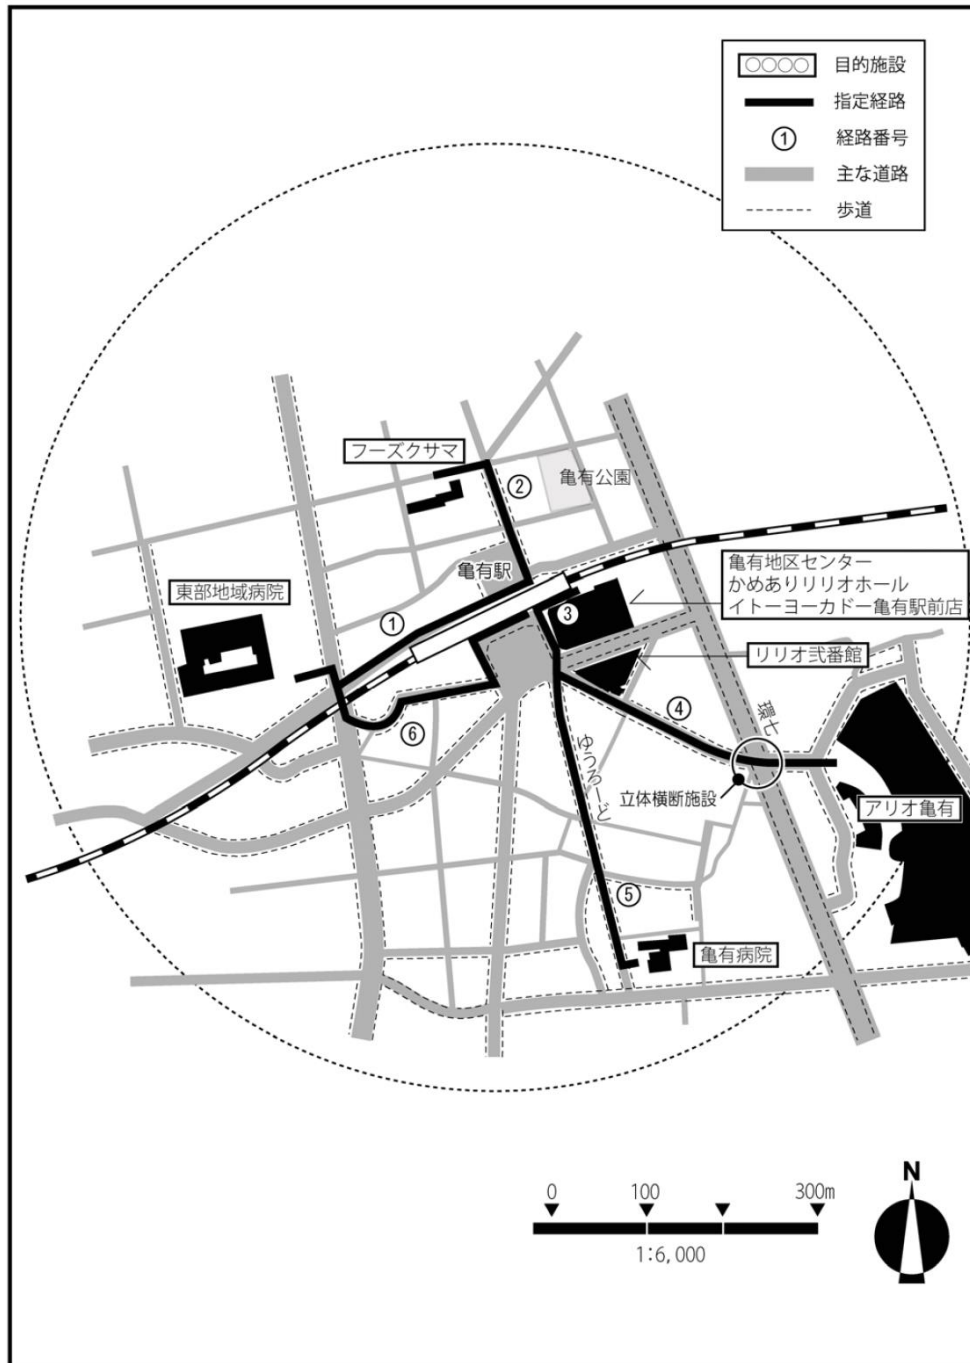 ○○○○ 目的施設
指定経路
① 経路番号
主な道路
歩道
フーズクサマ
②
亀有公園
亀有駅
東部地域病院
①
③
亀有地区センター
かめありリリオホール
イトーヨーカドー亀有駅前店
リリオ弐番館
④
環七
⑥
ゆうろーど
立体横断施設
アリオ亀有
⑤
亀有病院
0 100 300m
1:6,000
N